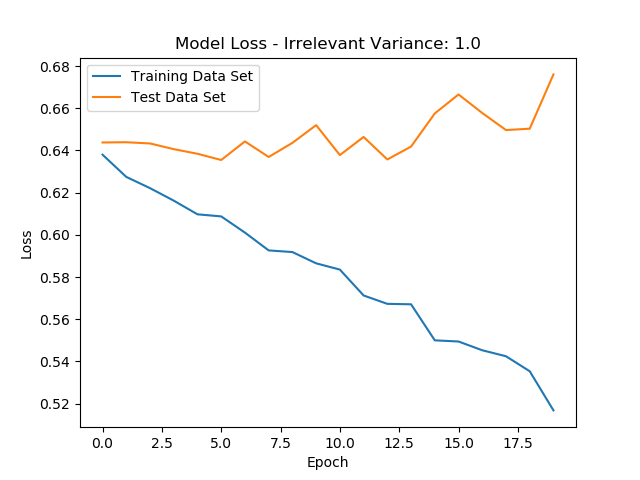 Model Loss - Irrelevant Variance: 1.0
Training Data Set
Test Data Set
Loss
0.68
0.66
0.64
0.62
0.60
0.58
0.56
0.54
0.52
0.0 2.5 5.0 7.5 10.0 12.5 15.0 17.5
Epoch